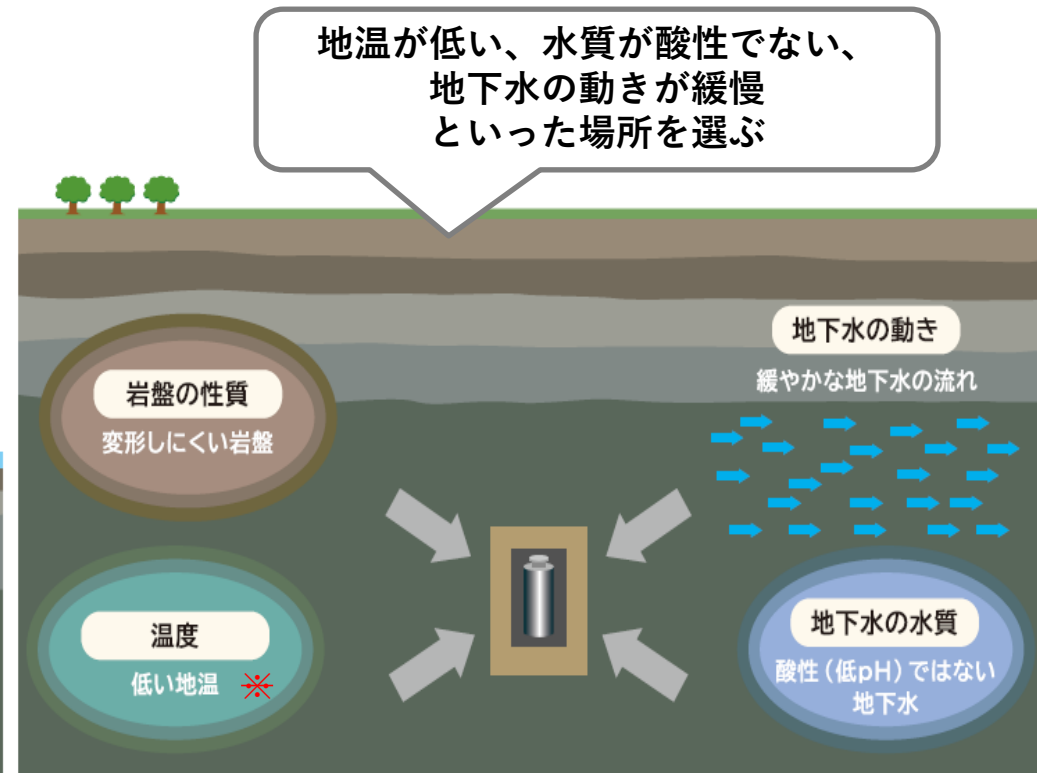 地温が低い、水質が酸性でない、
地下水の動きが緩慢
といった場所を選ぶ
岩盤の性質
変形しにくい岩盤
地下水の動き
緩やかな地下水の流れ
温度
低い地温 ※
地下水の水質
酸性(低pH)ではない
地下水